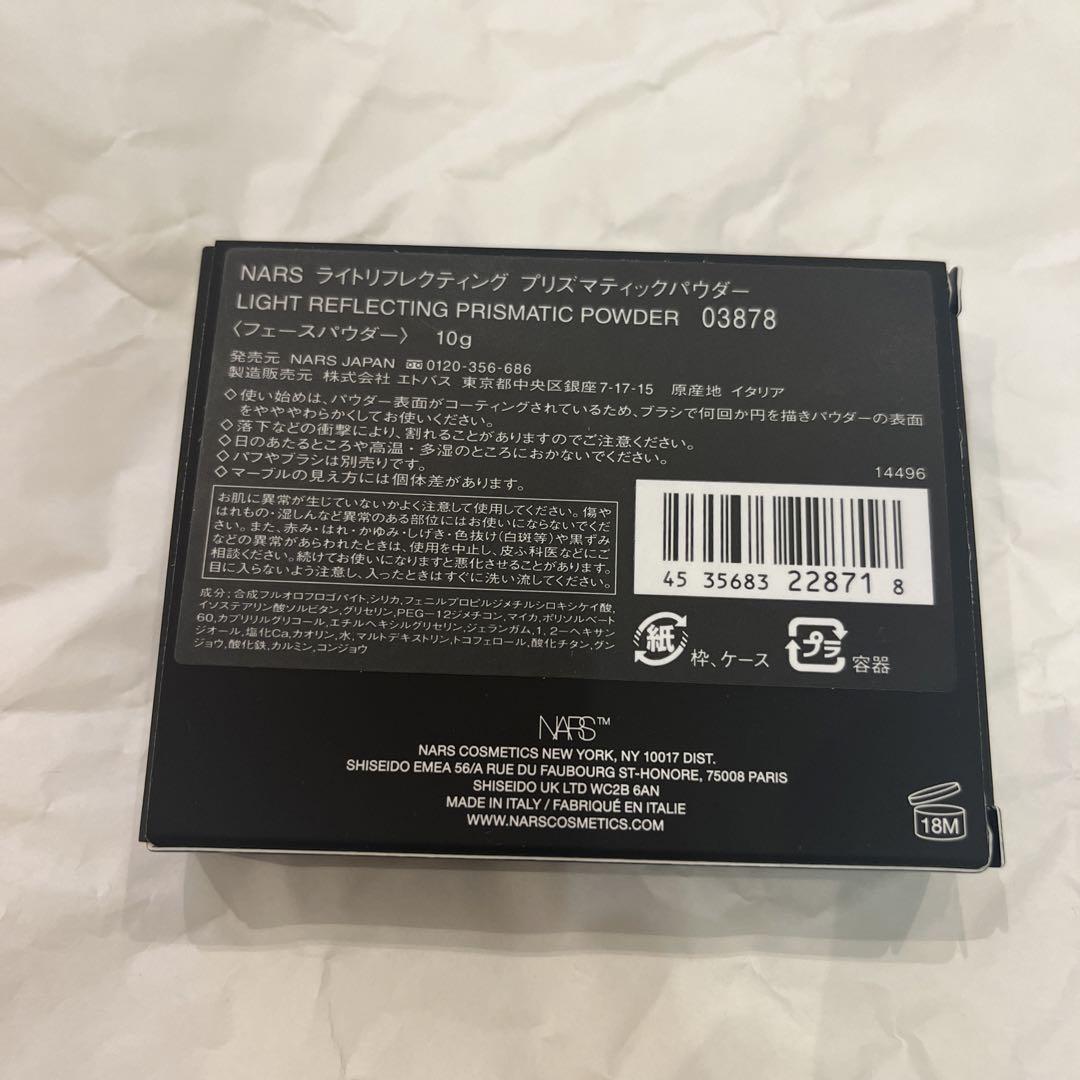 NARS ライトリフレクティング プリズマティックパウダー
LIGHT REFLECTING PRISMATIC POWDER 03878
〈フェースパウダー〉 10g
発売元 NARS JAPAN 0120-356-686
製造販売元 株式会社 エトバス 東京都中央区銀座7-17-15 原産地 イタリア
◇使い始めは、パウダー表面がコーティングされているため、ブラシで何回か円を描きパウダーの表面
をやややわらかくしてお使いください。
◇落下などの衝撃により、割れることがありますのでご注意ください。
◇日のあたるところや高温・多湿のところにおかないでください。
◇パフやブラシは別売りです。
◇マーブルの見え方には個体差があります。
14496
お肌に異常が生じていないかよく注意して使用してください。傷や
はれもの・湿しんなど異常のある部位にはお使いにならないでくだ
さい。また、赤み・はれ・かゆみ・しげき・色抜け(白斑等)や黒ずみ
などの異常があらわれたときは、使用を中止し、皮ふ科医などにご
相談ください。続けてお使いになりますと悪化させることがあります。
目に入らないよう注意し、入ったときはすぐに洗い流してください。
成分:合成フルオロフロゴパイト,シリカ,フェニルプロピルジメチルシロキシケイ酸,
イソステアリン酸ソルビタン,グリセリン,PEG-12ジメチコン,マイカ,ポリソルベート
60,カプリリルグリコール,エチルヘキシルグリセリン,ジェランガム,1,2-ヘキサン
ジオール,塩化Ca,カオリン,水,マルトデキストリン,トコフェロール,酸化チタン,グン
ジョウ,酸化鉄,カルミン,コンジョウ
45 35683 22871 8
紙 枠、ケース プラ 容器
NARS™
NARS COSMETICS NEW YORK, NY 10017 DIST.
SHISEIDO EMEA 56/A RUE DU FAUBOURG ST-HONORE, 75008 PARIS
SHISEIDO UK LTD WC2B 6AN
MADE IN ITALY / FABRIQUÉ EN ITALIE
WWW.NARSCOSMETICS.COM
18M